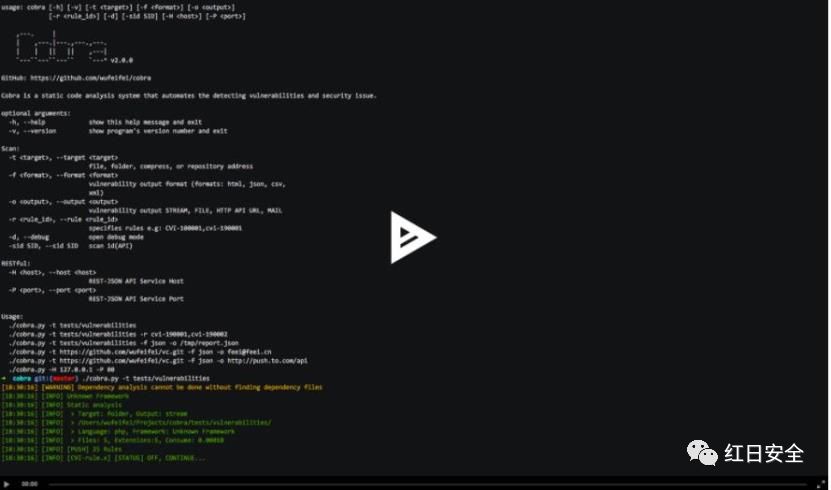 usage: cobra [-h] [-v] [-t <target>] [-f <format>] [-o <output>]
[-r <rule_id>] [-d] [-sid SID] [-H <host>] [-P <port>]
v2.0.0
GitHub: https://github.com/wufeifei/cobra
Cobra is a static code analysis system that automates the detecting vulnerabilities and security issue.
optional arguments:
-h, --help show this help message and exit
-v, --version show program's version number and exit
Scan:
-t <target>, --target <target>
file, folder, compress, or repository address
-f <format>, --format <format>
vulnerability output format (formats: html, json, csv,
xml)
-o <output>, --output <output>
vulnerability output STREAM, FILE, HTTP API URL, MAIL
-r <rule_id>, --rule <rule_id>
specifies rules e.g: CVI-100001,cvi-190001
-d, --debug open debug mode
-sid SID, --sid SID scan id(API)
RESTful:
-H <host>, --host <host>
REST-JSON API Service Host
-P <port>, --port <port>
REST-JSON API Service Port
Usage:
./cobra.py -t tests/vulnerabilities
./cobra.py -t tests/vulnerabilities -r cvi-190001,cvi-190002
./cobra.py -t tests/vulnerabilities -f json -o /tmp/report.json
./cobra.py -t https://github.com/wufeifei/vc.git -f json -o feei@feei.cn
./cobra.py -t https://github.com/wufeifei/vc.git -f json -o http://push.to.com/api
./cobra.py -H 127.0.0.1 -P 80
➜ cobra git:(master) ./cobra.py -t tests/vulnerabilities
[18:30:16] [WARNING] Dependency analysis cannot be done without finding dependency files
[18:30:16] [INFO] Unknown Framework
[18:30:16] [INFO] Static analysis
[18:30:16] [INFO] > Target: folder, Output: stream
[18:30:16] [INFO] > /Users/wufeifei/Projects/cobra/tests/vulnerabilities/
[18:30:16] [INFO] > Language: php, Framework: Unknown Framework
[18:30:16] [INFO] > Files: 5, Extensions:5, Consume:
[18:30:16] [INFO] [PUSH] 35 Rules
[18:30:16] [INFO] [CVI-rule.x] [STATUS] OFF, CONTINUE...
红日安全
00:00